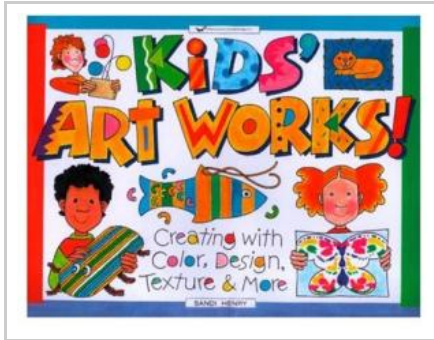 KiDS'
ART WORKS!
Creating with
Color, Design,
Texture & More
SANDI HENRY